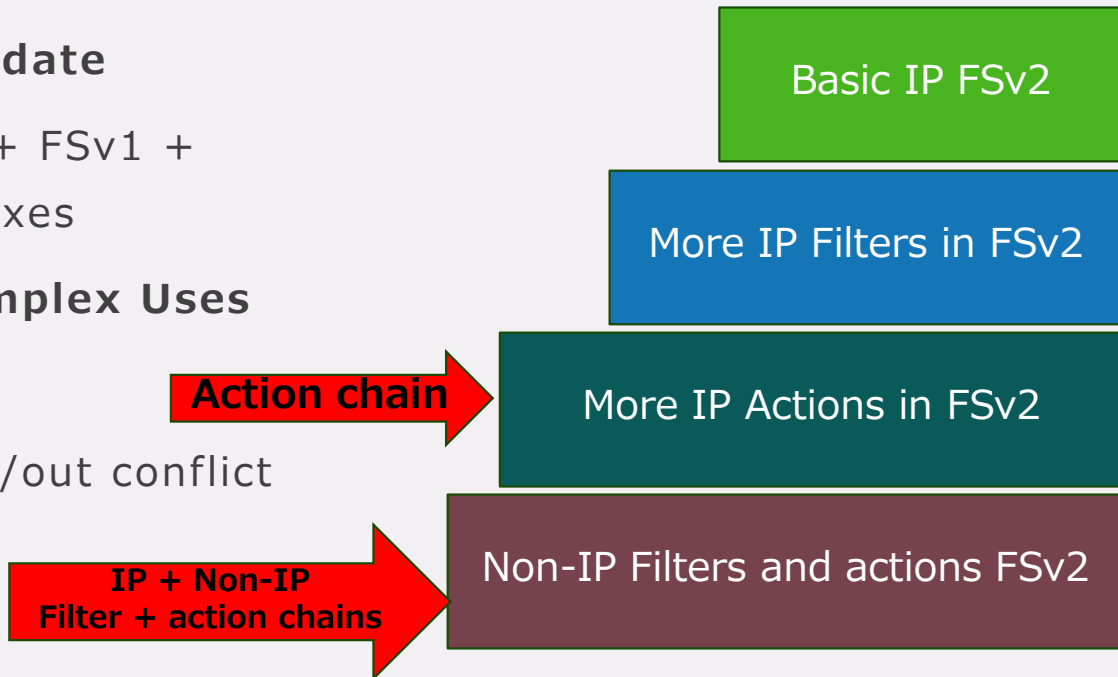 date
+ FSv1 +
xes
mplex Uses
/out conflict
Basic IP FSv2
More IP Filters in FSv2
Action chain
More IP Actions in FSv2
IP + Non-IP
Filter + action chains
Non-IP Filters and actions FSv2